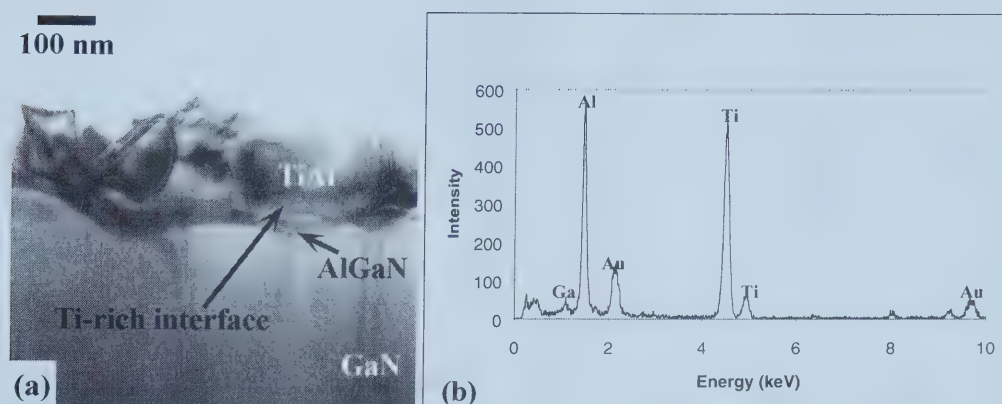 100 nm
TiAl
AlGaN
Ti-rich interface
GaN
(a)
600
500
400
300
200
100
0
Intensity
Al
Ti
Au
Ga
Ti
Au
0 2 4 6 8 10
Energy (keV)
(b)